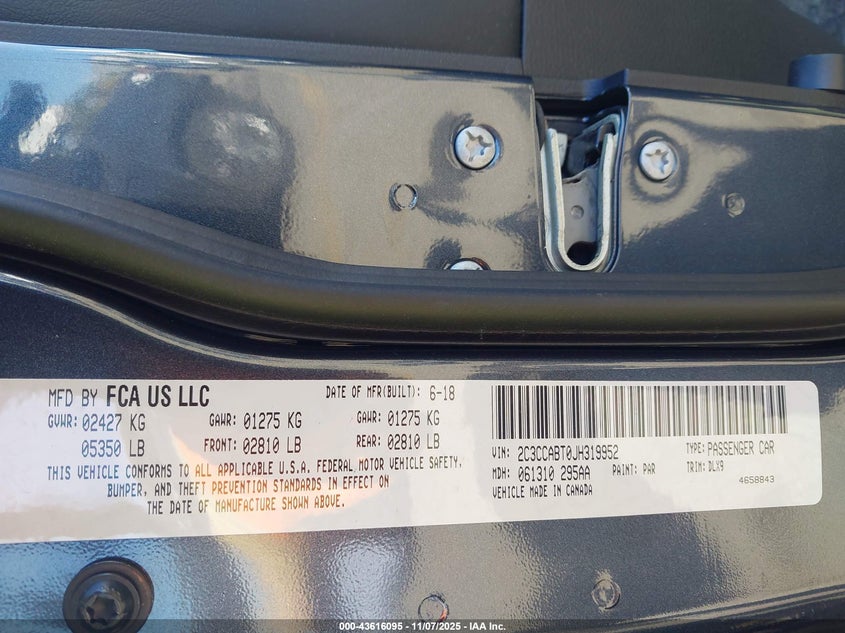 MFD BY FCA US LLC DATE OF MFR(BUILT): 6-18
GVWR: 02427 KG GAWR: 01275 KG GAWR: 01275 KG
05350 LB FRONT: 02810 LB REAR: 02810 LB
THIS VEHICLE CONFORMS TO ALL APPLICABLE U.S.A. FEDERAL MOTOR VEHICLE SAFETY,
BUMPER, AND THEFT PREVENTION STANDARDS IN EFFECT ON
THE DATE OF MANUFACTURE SHOWN ABOVE.
VIN: 2C3CCABT0JH319952 TYPE: PASSENGER CAR
MDH: 061310 295AA PAINT: PAR TRIM: DLX9
VEHICLE MADE IN CANADA 4658843
000-43616095 - 11/07/2025 - IAA Inc.